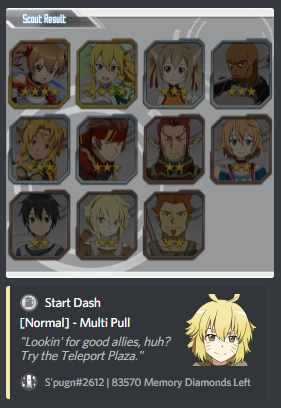 Scout Result
Start Dash
[Normal] - Multi Pull
"Lookin' for good allies, huh?
Try the Teleport Plaza."
S'pugn#2612 | 83570 Memory Diamonds Left